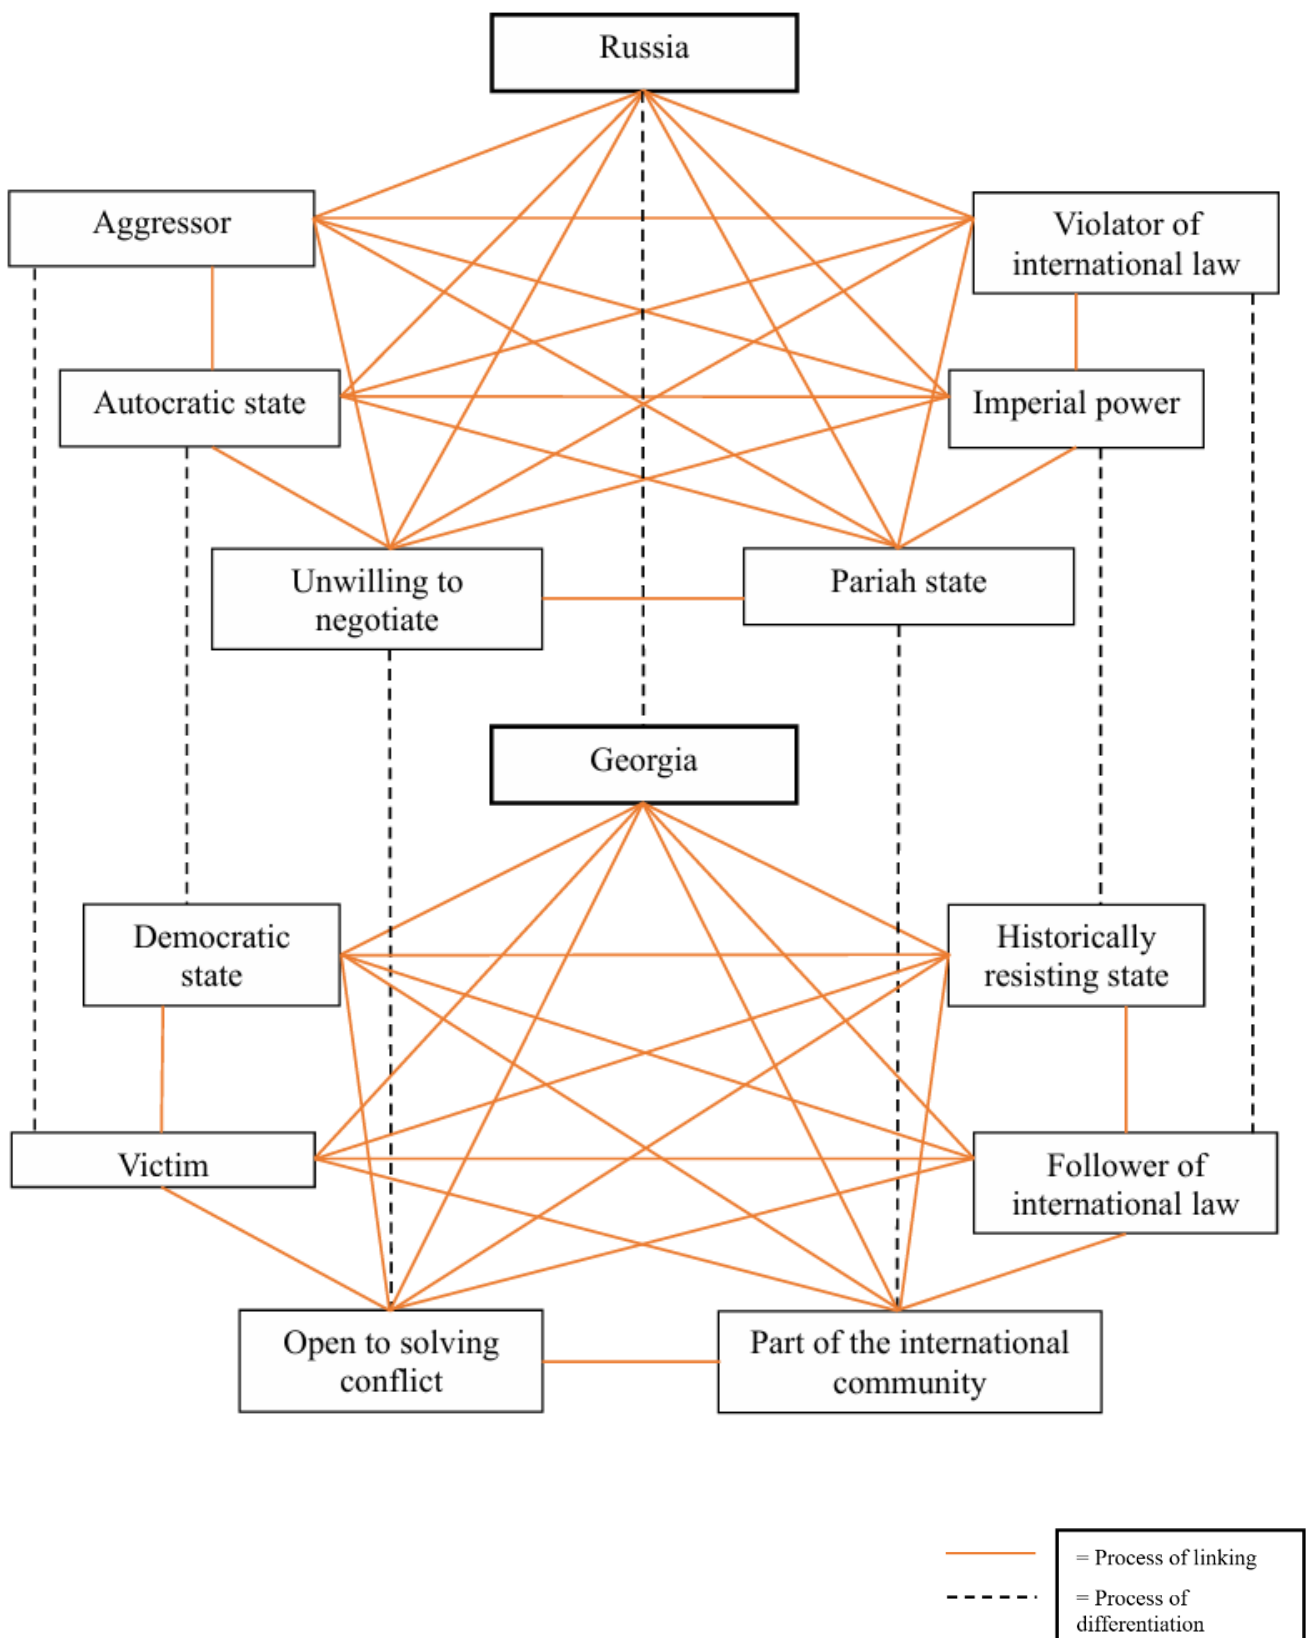 Russia
Aggressor
Violator of
international law
Autocratic state
Imperial power
Unwilling to
negotiate
Pariah state
Georgia
Democratic
state
Historically
resisting state
Victim
Follower of
international law
Open to solving
conflict
Part of the international
community
= Process of linking
= Process of
differentiation